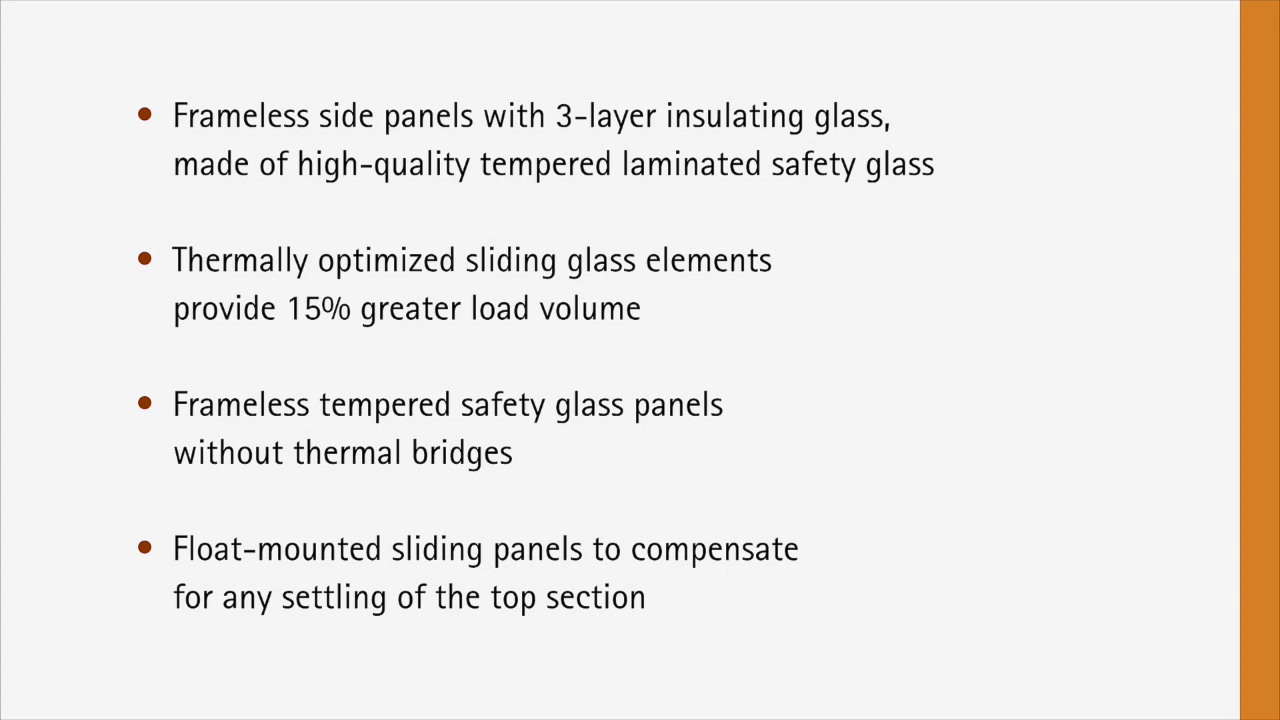 • Frameless side panels with 3-layer insulating glass,
made of high-quality tempered laminated safety glass
• Thermally optimized sliding glass elements
provide 15% greater load volume
• Frameless tempered safety glass panels
without thermal bridges
• Float-mounted sliding panels to compensate
for any settling of the top section